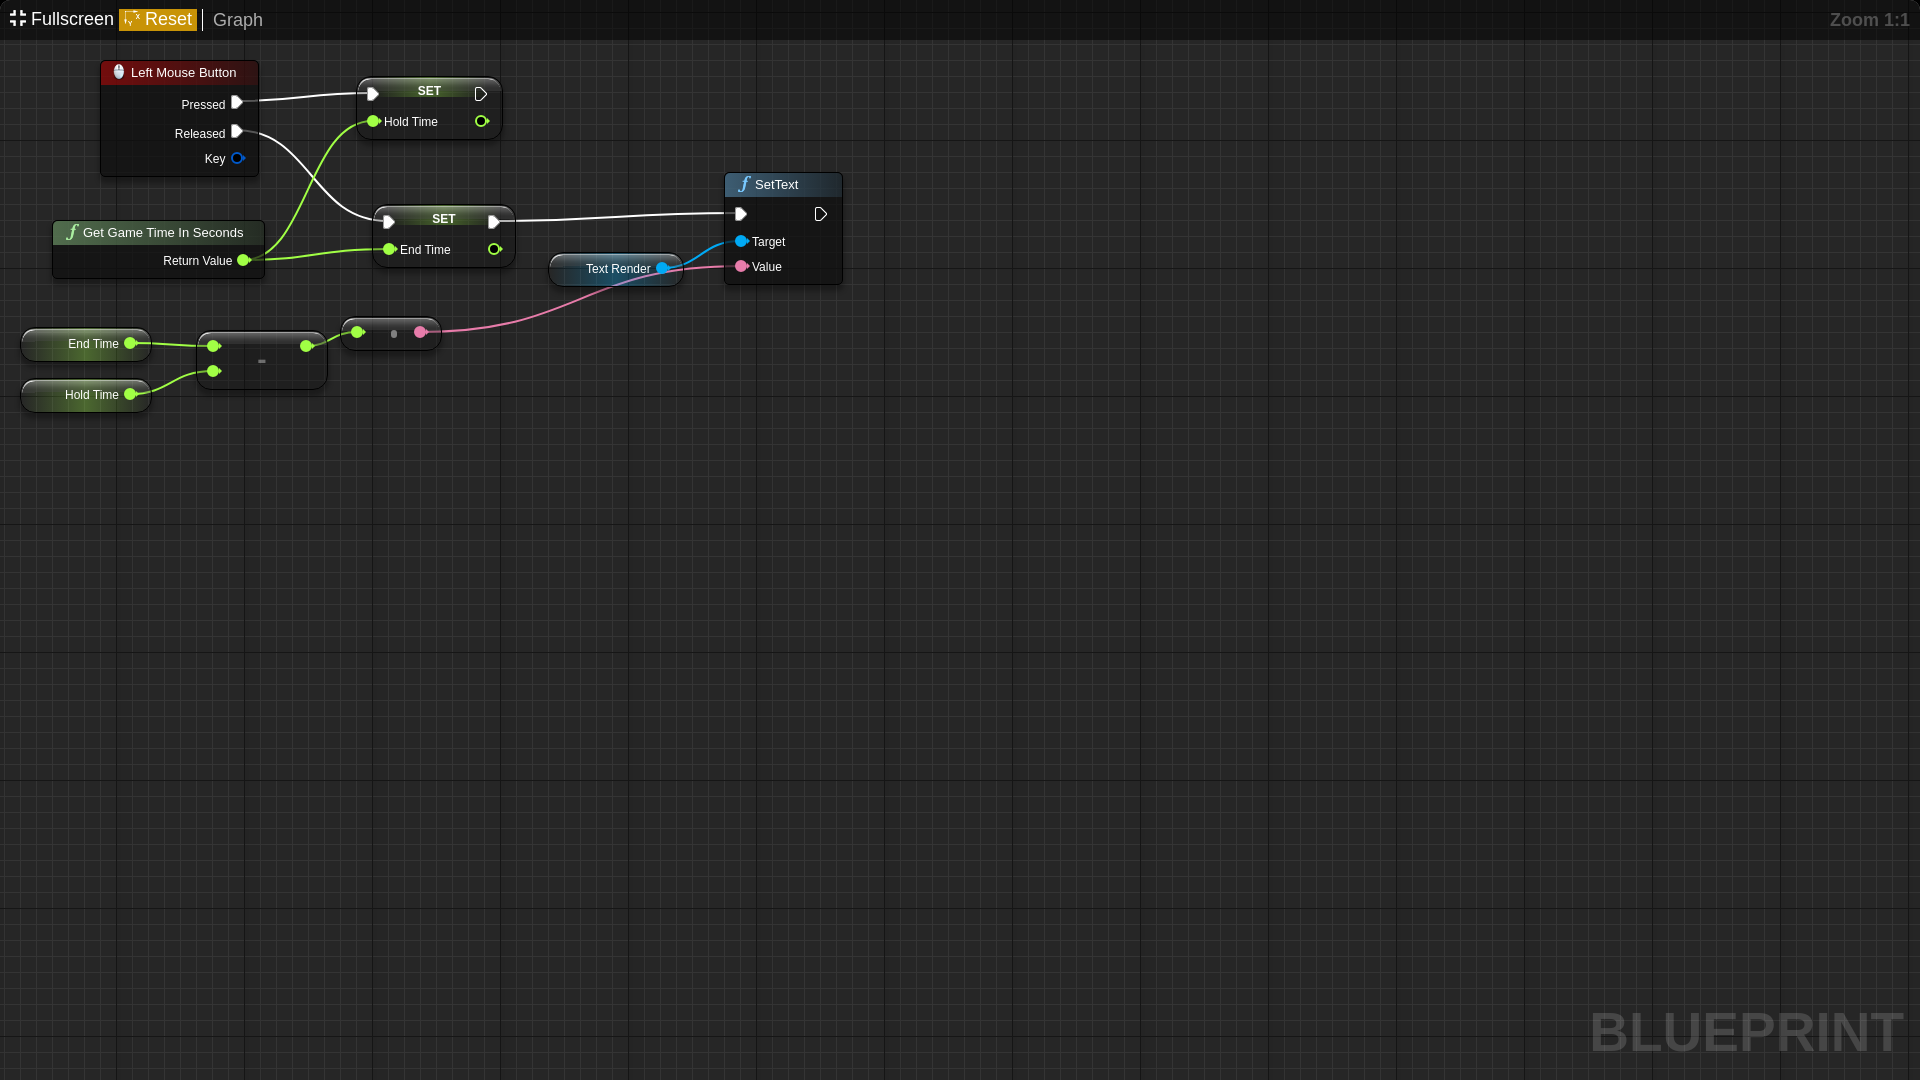 Fullscreen Reset Graph
Zoom 1:1
Left Mouse Button
Pressed
Released
Key
SET
Hold Time
Get Game Time In Seconds
Return Value
SET
End Time
SetText
Target
Value
Text Render
End Time
Hold Time
-
BLUEPRINT